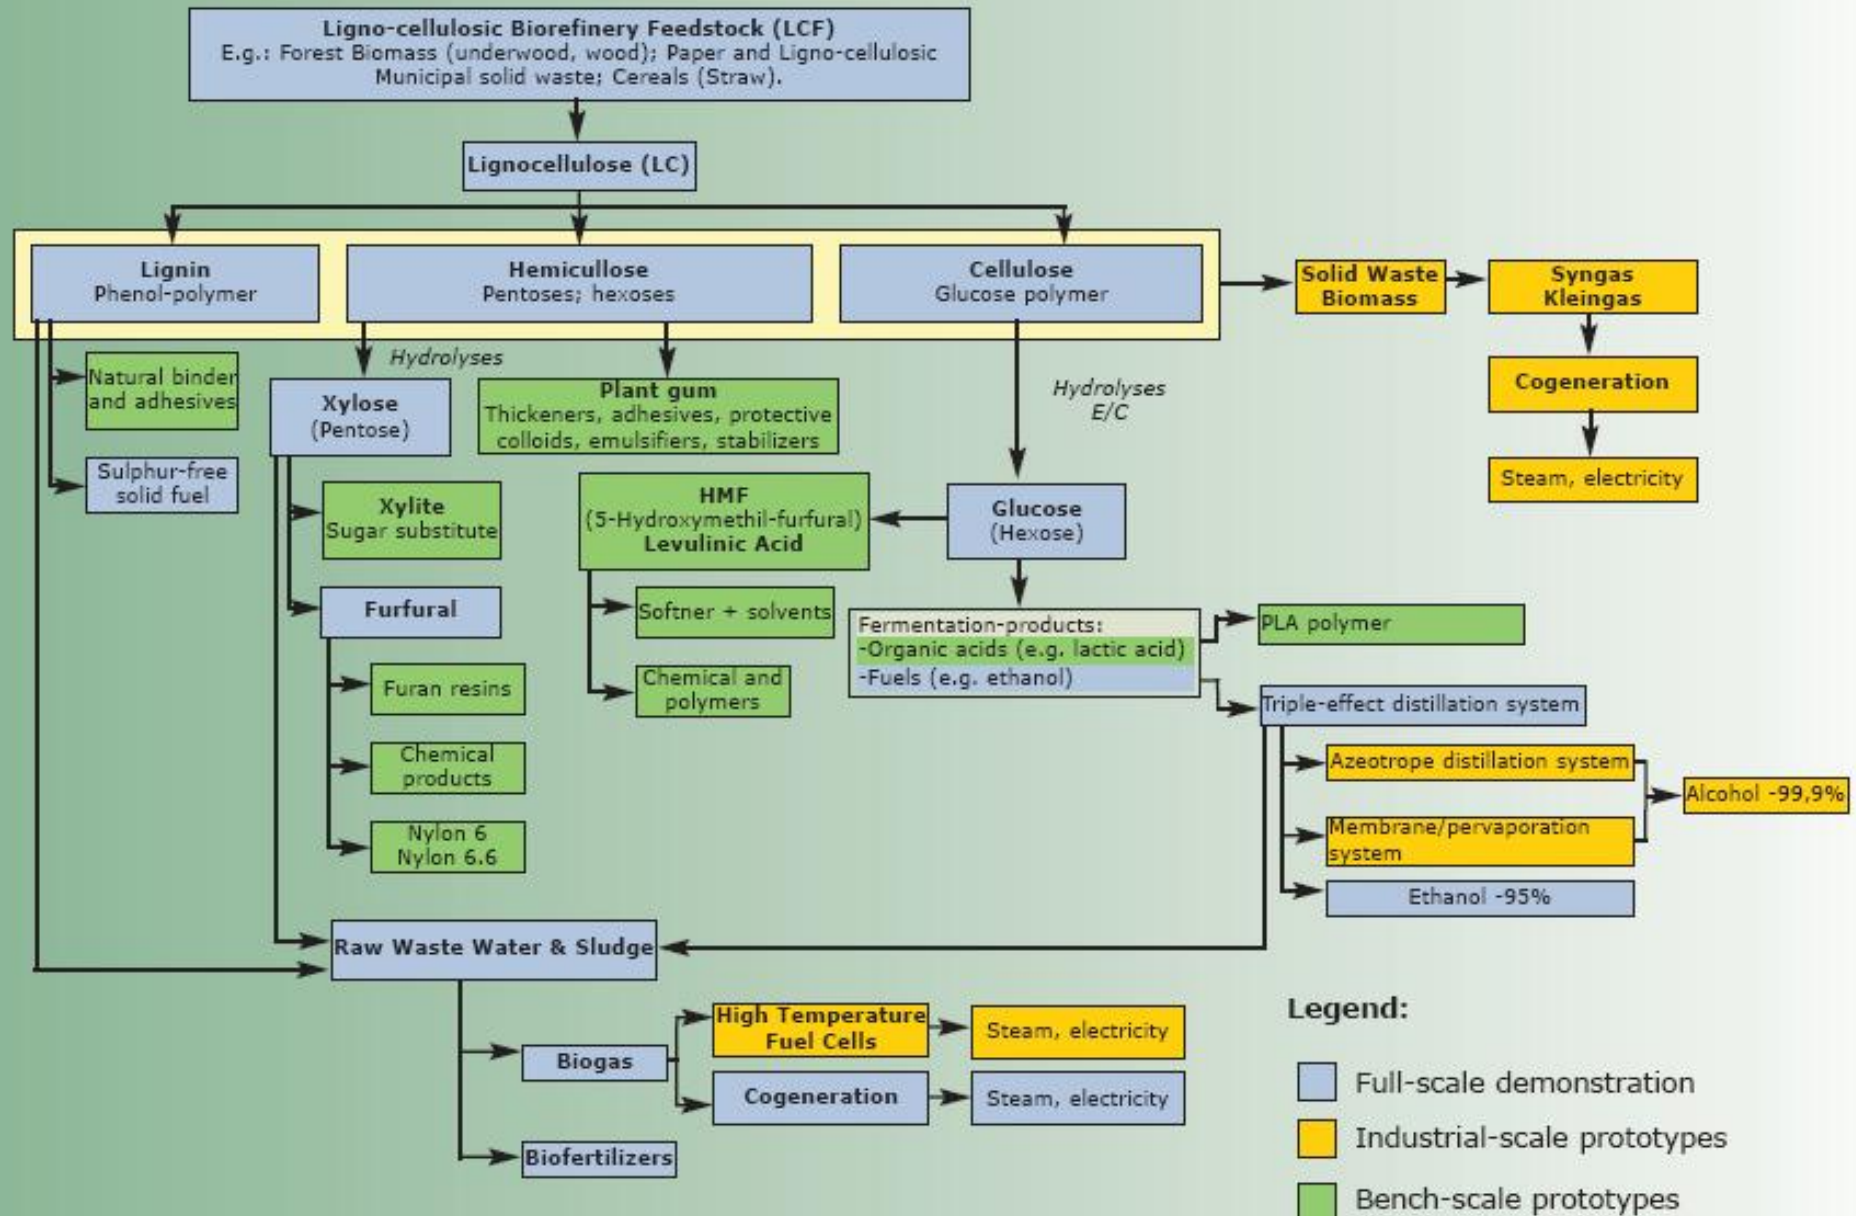 Ligno-cellulosic Biorefinery Feedstock (LCF)
E.g.: Forest Biomass (underwood, wood); Paper and Ligno-cellulosic
Municipal solid waste; Cereals (Straw).
Lignocellulose (LC)
Lignin
Phenol-polymer
Hemicullose
Pentoses; hexoses
Cellulose
Glucose polymer
Solid Waste
Biomass
Syngas
Kleingas
Cogeneration
Steam, electricity
Natural binder
and adhesives
Sulphur-free
solid fuel
Hydrolyses
Xylose
(Pentose)
Plant gum
Thickeners, adhesives, protective
colloids, emulsifiers, stabilizers
Hydrolyses
E/C
Xylite
Sugar substitute
HMF
(5-Hydroxymethil-furfural)
Levulinic Acid
Glucose
(Hexose)
Furfural
Softner + solvents
Chemical and
polymers
Fermentation-products:
-Organic acids (e.g. lactic acid)
-Fuels (e.g. ethanol)
PLA polymer
Triple-effect distillation system
Furan resins
Chemical
products
Nylon 6
Nylon 6.6
Azeotrope distillation system
Membrane/pervaporation
system
Alcohol -99,9%
Ethanol -95%
Raw Waste Water & Sludge
Biogas
High Temperature
Fuel Cells
Steam, electricity
Cogeneration
Steam, electricity
Biofertilizers
Legend:
Full-scale demonstration
Industrial-scale prototypes
Bench-scale prototypes